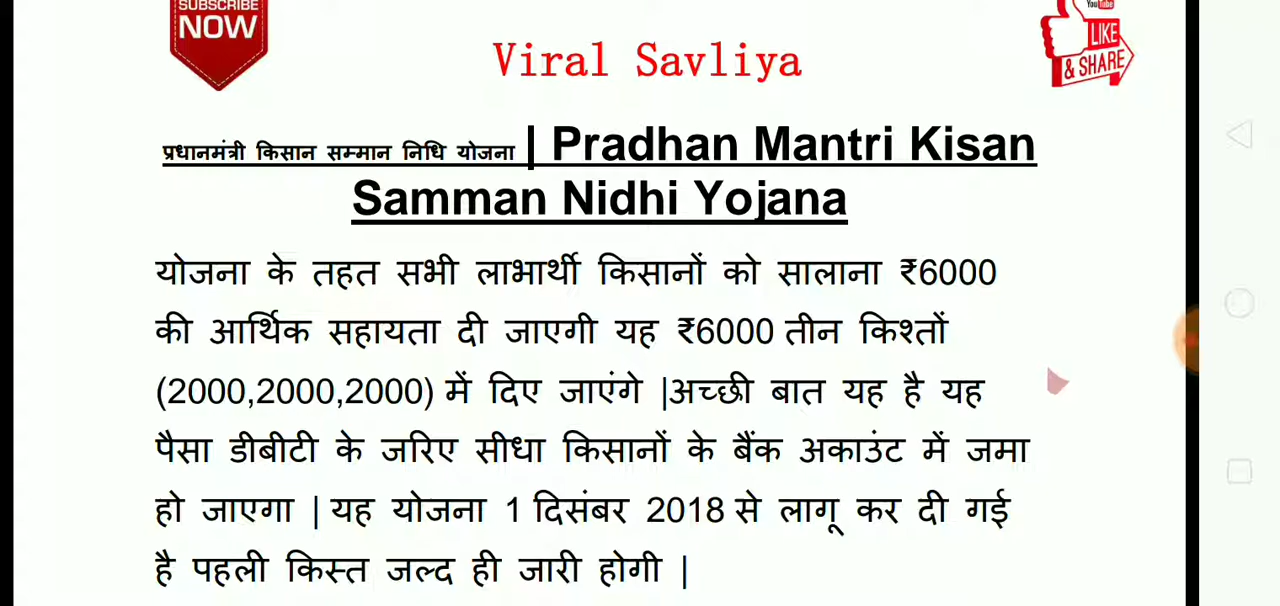 SUBSCRIBE
NOW
YouTube
LIKE
& SHARE
Viral Savliya
प्रधानमंत्री किसान सम्मान निधि योजना | Pradhan Mantri Kisan
Samman Nidhi Yojana
योजना के तहत सभी लाभार्थी किसानों को सालाना ₹6000
की आर्थिक सहायता दी जाएगी यह ₹6000 तीन किश्तों
(2000,2000,2000) में दिए जाएंगे |अच्छी बात यह है यह
पैसा डीबीटी के जरिए सीधा किसानों के बैंक अकाउंट में जमा
हो जाएगा | यह योजना 1 दिसंबर 2018 से लागू कर दी गई
है पहली किस्त जल्द ही जारी होगी |